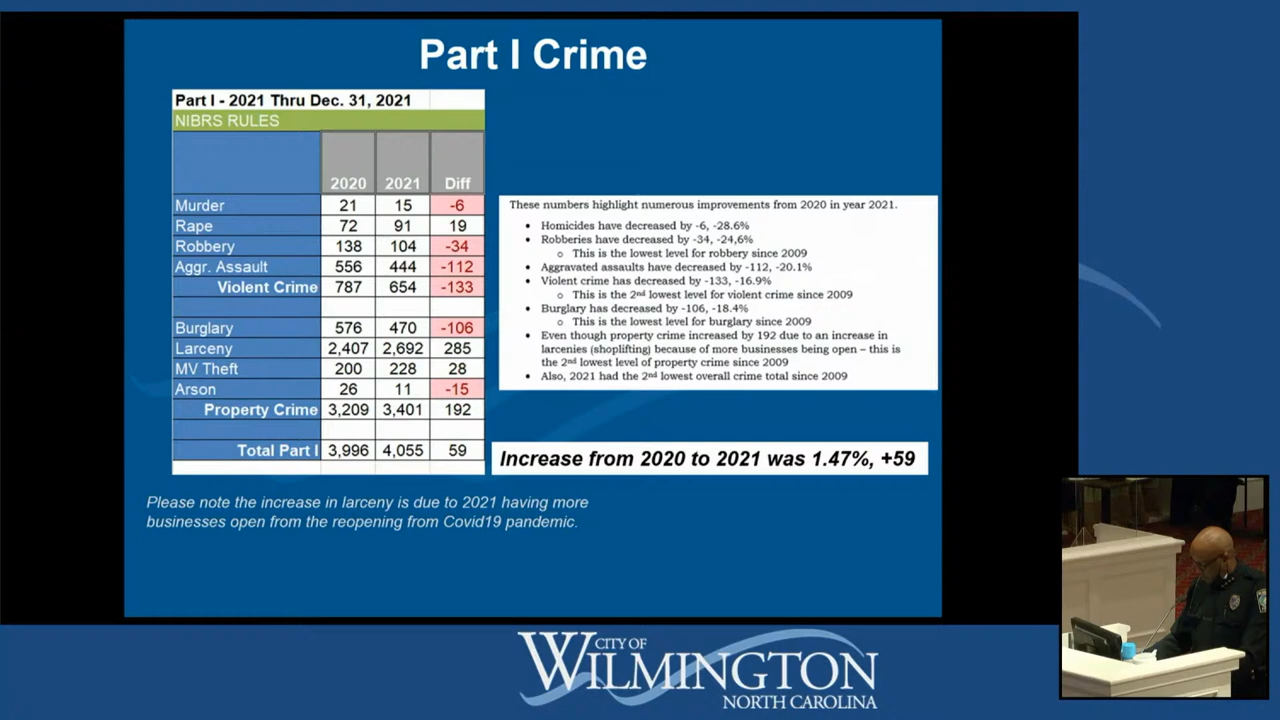 Part I Crime
Part I - 2021 Thru Dec. 31, 2021
NIBRS RULES
2020 2021 Diff
Murder 21 15 -6
Rape 72 91 19
Robbery 138 104 -34
Aggr. Assault 556 444 -112
Violent Crime 787 654 -133
Burglary 576 470 -106
Larceny 2,407 2,692 285
MV Theft 200 228 28
Arson 26 11 -15
Property Crime 3,209 3,401 192
Total Part I 3,996 4,055 59
These numbers highlight numerous improvements from 2020 in year 2021.
• Homicides have decreased by -6, -28.6%
• Robberies have decreased by -34, -24,6%
o This is the lowest level for robbery since 2009
• Aggravated assaults have decreased by -112, -20.1%
• Violent crime has decreased by -133, -16.9%
o This is the 2nd lowest level for violent crime since 2009
• Burglary has decreased by -106, -18.4%
o This is the lowest level for burglary since 2009
• Even though property crime increased by 192 due to an increase in
larcenies (shoplifting) because of more businesses being open – this is
the 2nd lowest level of property crime since 2009
• Also, 2021 had the 2nd lowest overall crime total since 2009
Increase from 2020 to 2021 was 1.47%, +59
Please note the increase in larceny is due to 2021 having more
businesses open from the reopening from Covid19 pandemic.
CITY OF
WILMINGTON
NORTH CAROLINA